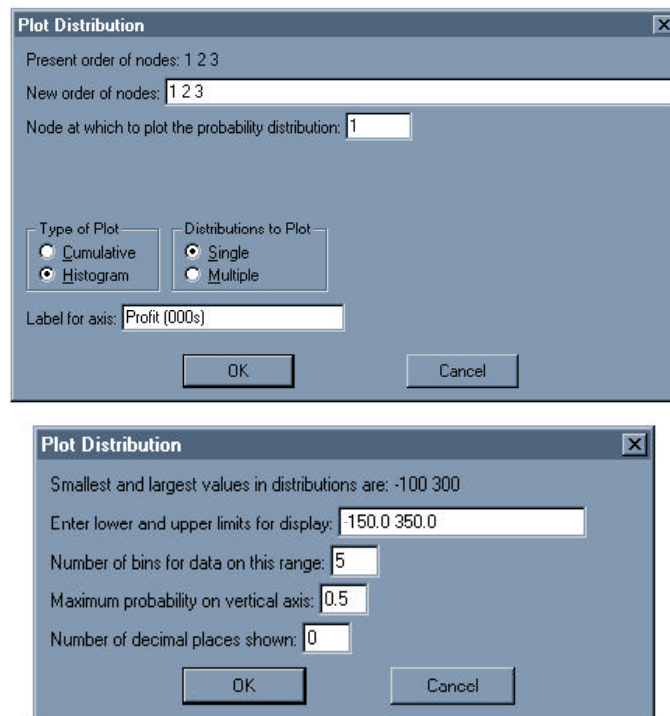 Plot Distribution
Present order of nodes: 1 2 3
New order of nodes: 1 2 3
Node at which to plot the probability distribution: 1
Type of Plot
Cumulative
Histogram
Distributions to Plot
Single
Multiple
Label for axis: Profit (000s)
OK Cancel
Plot Distribution
Smallest and largest values in distributions are: -100 300
Enter lower and upper limits for display: -150.0 350.0
Number of bins for data on this range: 5
Maximum probability on vertical axis: 0.5
Number of decimal places shown: 0
OK Cancel